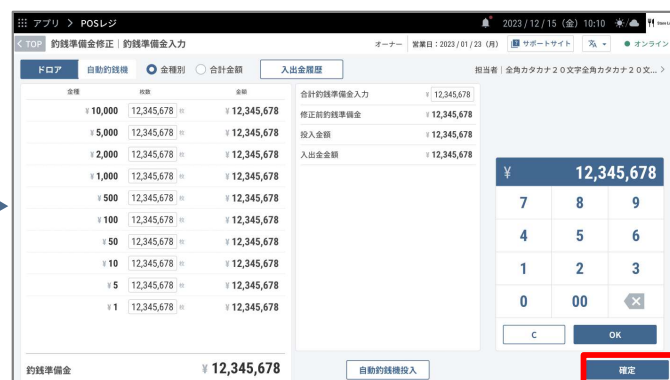 アプリ > POSレジ 2023 / 12 / 15（金）10:10
< TOP 釣銭準備金修正｜釣銭準備金入力 オーナー 営業日：2023 / 01 / 23（月） サポートサイト オンライン
ドロア 自動釣銭機 金種別 合計金額 入出金履歴 担当者｜全角カタカナ２０文字全角カタカナ２０文... >
金種 枚数 金額
¥ 10,000 12,345,678 枚 ¥ 12,345,678
¥ 5,000 12,345,678 枚 ¥ 12,345,678
¥ 2,000 12,345,678 枚 ¥ 12,345,678
¥ 1,000 12,345,678 枚 ¥ 12,345,678
¥ 500 12,345,678 枚 ¥ 12,345,678
¥ 100 12,345,678 枚 ¥ 12,345,678
¥ 50 12,345,678 枚 ¥ 12,345,678
¥ 10 12,345,678 枚 ¥ 12,345,678
¥ 5 12,345,678 枚 ¥ 12,345,678
¥ 1 12,345,678 枚 ¥ 12,345,678
釣銭準備金 ¥ 12,345,678
合計釣銭準備金入力 ¥ 12,345,678
修正前釣銭準備金 ¥ 12,345,678
投入金額 ¥ 12,345,678
入出金金額 ¥ 12,345,678
自動釣銭機投入
¥ 12,345,678
7 8 9
4 5 6
1 2 3
0 00
C OK
確定